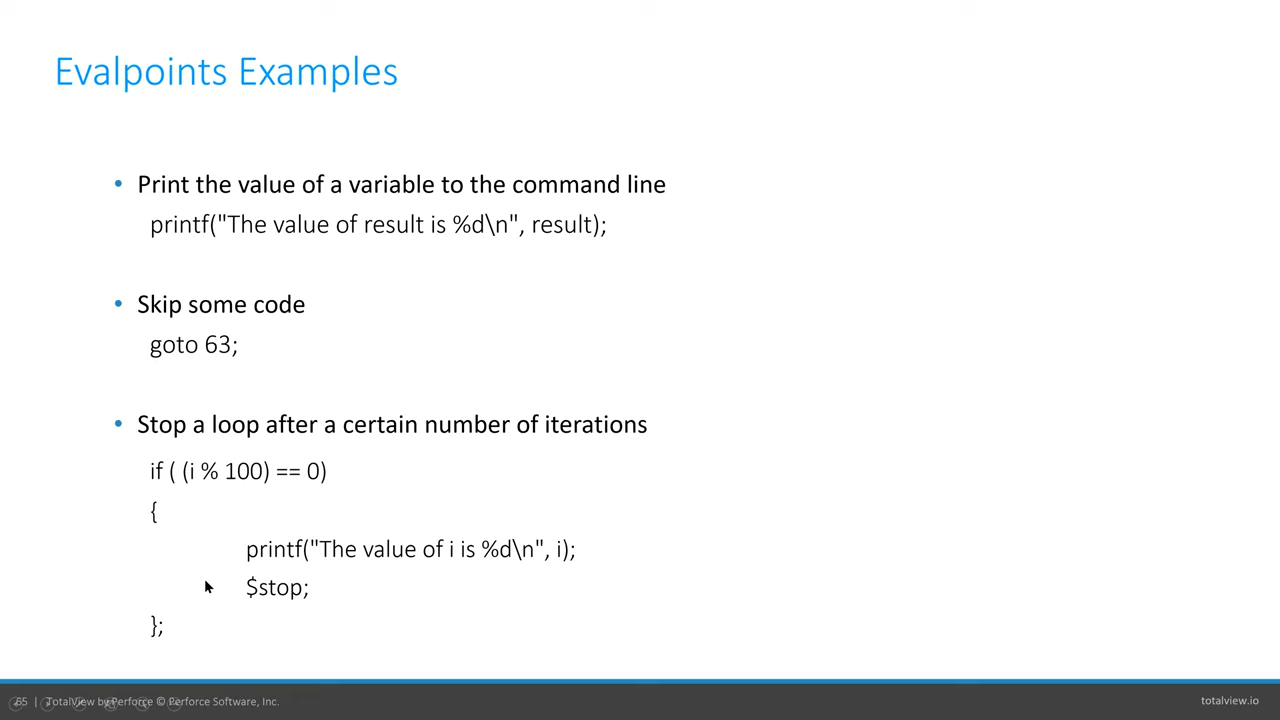 Evalpoints Examples
• Print the value of a variable to the command line
printf("The value of result is %d\n", result);
• Skip some code
goto 63;
• Stop a loop after a certain number of iterations
if ( (i % 100) == 0)
{
printf("The value of i is %d\n", i);
$stop;
};
65 | TotalView by Perforce © Perforce Software, Inc.
totalview.io